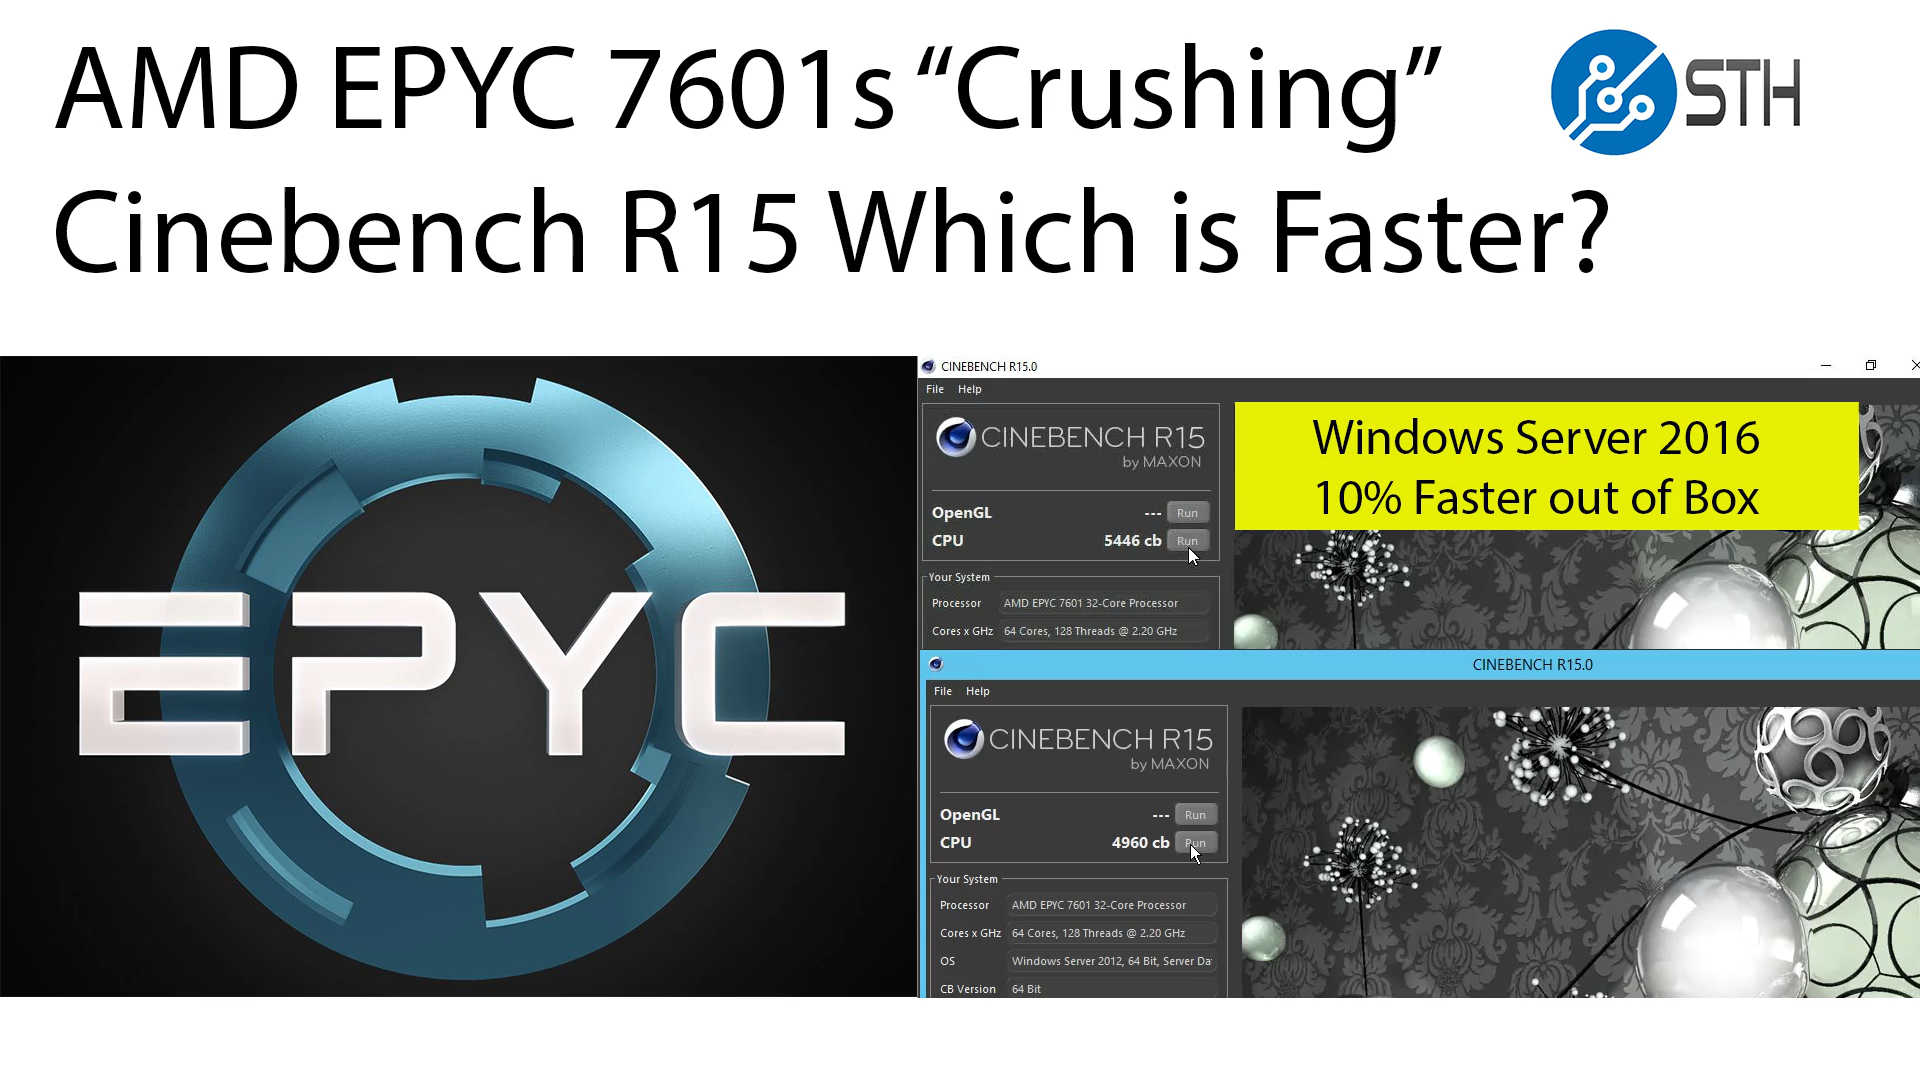 AMD EPYC 7601s “Crushing”
Cinebench R15 Which is Faster?
STH
EPYC
CINEBENCH R15.0
File Help
CINEBENCH R15
by MAXON
OpenGL --- Run
CPU 5446 cb Run
Your System
Processor AMD EPYC 7601 32-Core Processor
Cores x GHz 64 Cores, 128 Threads @ 2.20 GHz
Windows Server 2016
10% Faster out of Box
CINEBENCH R15.0
File Help
CINEBENCH R15
by MAXON
OpenGL --- Run
CPU 4960 cb Run
Your System
Processor AMD EPYC 7601 32-Core Processor
Cores x GHz 64 Cores, 128 Threads @ 2.20 GHz
OS Windows Server 2012, 64 Bit, Server Da
CB Version 64 Bit